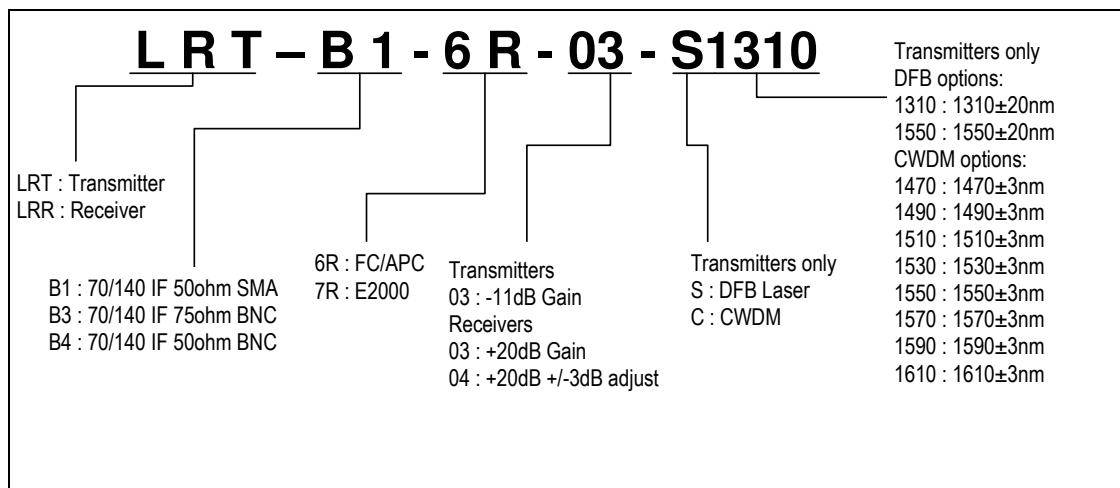 L R T – B 1 - 6 R - 03 - S1310
LRT : Transmitter
LRR : Receiver
B1 : 70/140 IF 50ohm SMA
B3 : 70/140 IF 75ohm BNC
B4 : 70/140 IF 50ohm BNC
6R : FC/APC
7R : E2000
Transmitters
03 : -11dB Gain
Receivers
03 : +20dB Gain
04 : +20dB +/-3dB adjust
Transmitters only
S : DFB Laser
C : CWDM
Transmitters only
DFB options:
1310 : 1310±20nm
1550 : 1550±20nm
CWDM options:
1470 : 1470±3nm
1490 : 1490±3nm
1510 : 1510±3nm
1530 : 1530±3nm
1550 : 1550±3nm
1570 : 1570±3nm
1590 : 1590±3nm
1610 : 1610±3nm